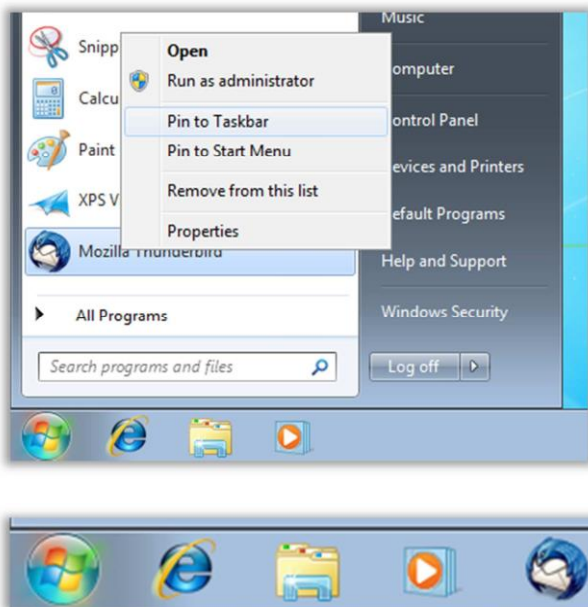 Snipp
Calcu
Paint
XPS V
Mozilla Thunderbird
All Programs
Search programs and files
Open
Run as administrator
Pin to Taskbar
Pin to Start Menu
Remove from this list
Properties
Music
omputer
ontrol Panel
evices and Printers
efault Programs
Help and Support
Windows Security
Log off